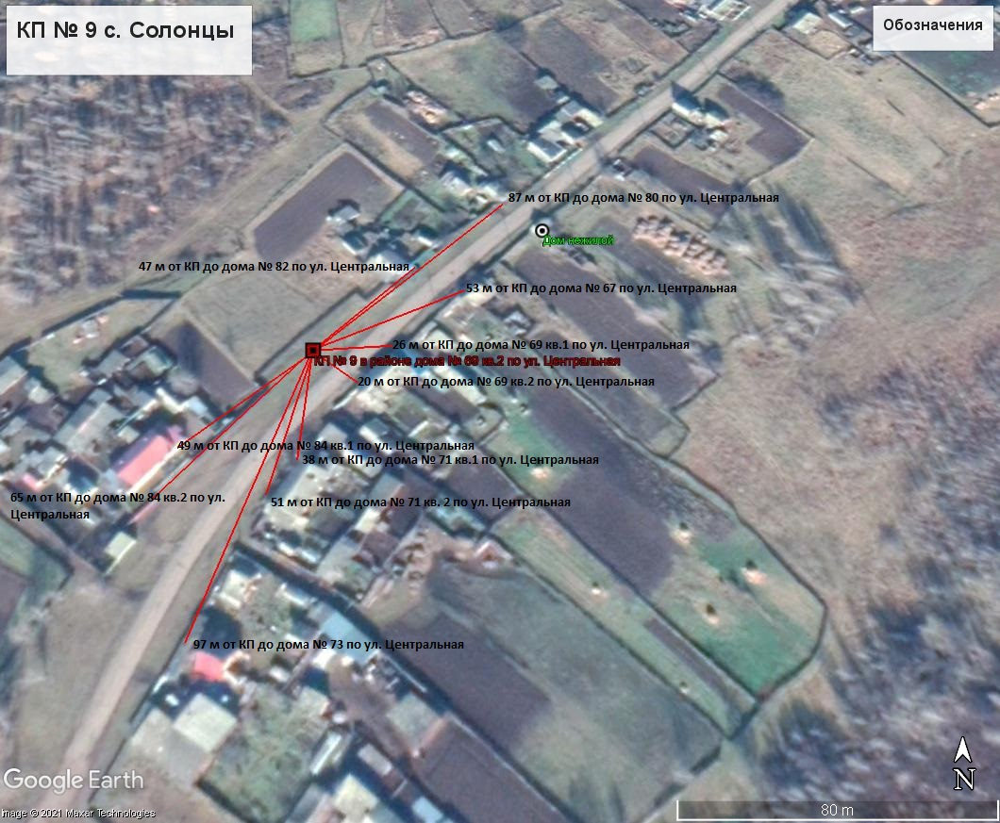 КП № 9 с. Солонцы
Обозначения
87 м от КП до дома № 80 по ул. Центральная
Дом нежилой
47 м от КП до дома № 82 по ул. Центральная
53 м от КП до дома № 67 по ул. Центральная
26 м от КП до дома № 69 кв.1 по ул. Центральная
КП № 9 в районе дома № 69 кв.2 по ул. Центральная
20 м от КП до дома № 69 кв.2 по ул. Центральная
49 м от КП до дома № 84 кв.1 по ул. Центральная
38 м от КП до дома № 71 кв.1 по ул. Центральная
65 м от КП до дома № 84 кв.2 по ул.
Центральная
51 м от КП до дома № 71 кв. 2 по ул. Центральная
97 м от КП до дома № 73 по ул. Центральная
Google Earth
N
mage © 2021 Maxar Technologies
80 m